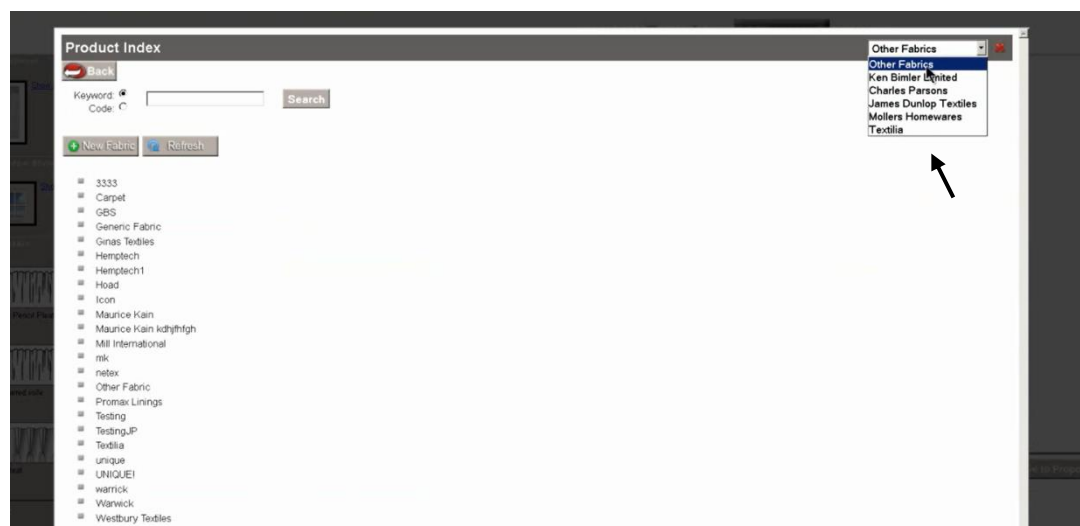 Product Index
Other Fabrics
Back
Other Fabrics
Ken Bimler Limited
Charles Parsons
James Dunlop Textiles
Mollers Homewares
Textilia
Keyword:
Code:
Search
New Fabric
Refresh
3333
Carpet
GBS
Generic Fabric
Ginas Textiles
Hemptech
Hemptech1
Hoad
Icon
Maurice Kain
Maurice Kain kdhjfhfgh
Mill International
mk
netex
Other Fabric
Promax Linings
Testing
TestingJP
Textilia
unique
UNIQUE!
warrick
Warwick
Westbury Textiles